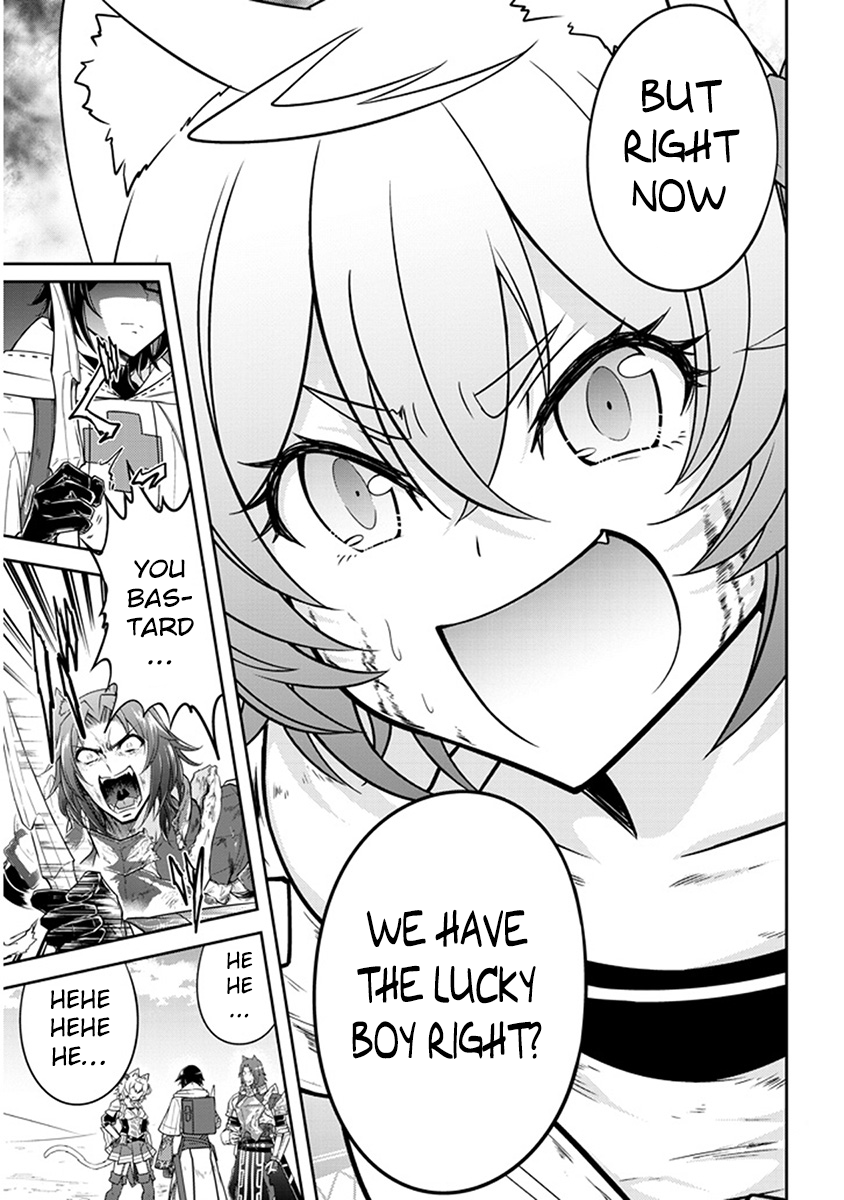 BUT
RIGHT
NOW
WE HAVE
THE LUCKY
BOY RIGHT?
YOU
BAS-
TARD
...
HE
HE
...
HEHE
HEHE
HE...